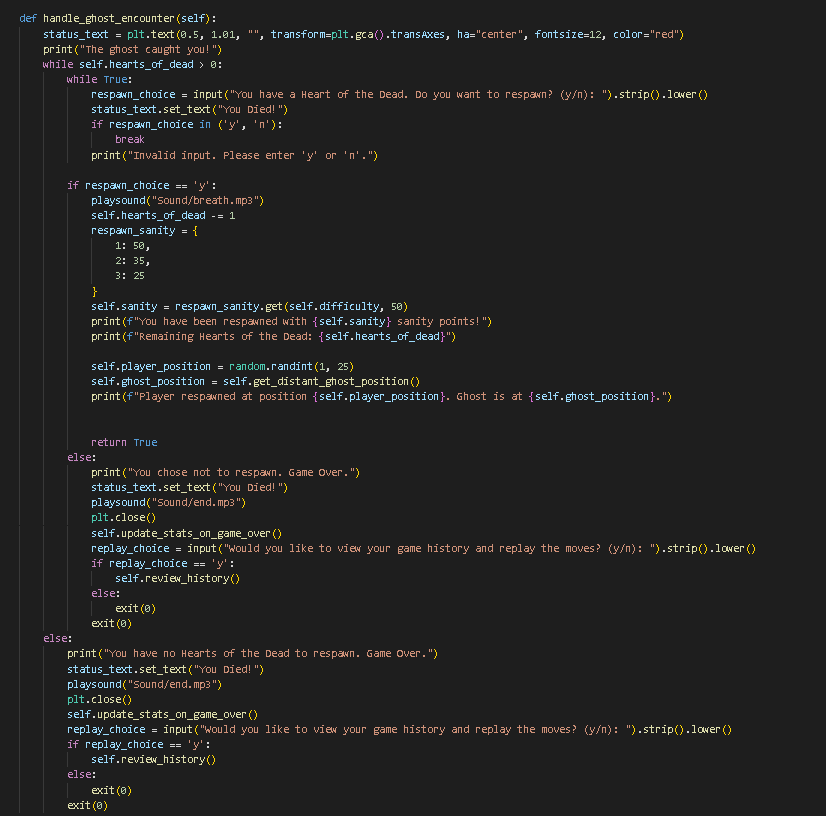 def handle_ghost_encounter(self):
    status_text = plt.text(0.5, 1.01, "", transform=plt.gca().transAxes, ha="center", fontsize=12, color="red")
    print("The ghost caught you!")
    while self.hearts_of_dead > 0:
        while True:
            respawn_choice = input("You have a Heart of the Dead. Do you want to respawn? (y/n): ").strip().lower()
            status_text.set_text("You Died!")
            if respawn_choice in ('y', 'n'):
                break
            print("Invalid input. Please enter 'y' or 'n'.")
        if respawn_choice == 'y':
            playsound("Sound/breath.mp3")
            self.hearts_of_dead -= 1
            respawn_sanity = {
                1: 50,
                2: 35,
                3: 25
            }
            self.sanity = respawn_sanity.get(self.difficulty, 50)
            print(f"You have been respawned with {self.sanity} sanity points!")
            print(f"Remaining Hearts of the Dead: {self.hearts_of_dead}")
            self.player_position = random.randint(1, 25)
            self.ghost_position = self.get_distant_ghost_position()
            print(f"Player respawned at position {self.player_position}. Ghost is at {self.ghost_position}.")
            return True
        else:
            print("You chose not to respawn. Game Over.")
            status_text.set_text("You Died!")
            playsound("Sound/end.mp3")
            plt.close()
            self.update_stats_on_game_over()
            replay_choice = input("Would you like to view your game history and replay the moves? (y/n): ").strip().lower()
            if replay_choice == 'y':
                self.review_history()
            else:
                exit(0)
            exit(0)
    else:
        print("You have no Hearts of the Dead to respawn. Game Over.")
        status_text.set_text("You Died!")
        playsound("Sound/end.mp3")
        plt.close()
        self.update_stats_on_game_over()
        replay_choice = input("Would you like to view your game history and replay the moves? (y/n): ").strip().lower()
        if replay_choice == 'y':
            self.review_history()
        else:
            exit(0)
        exit(0)